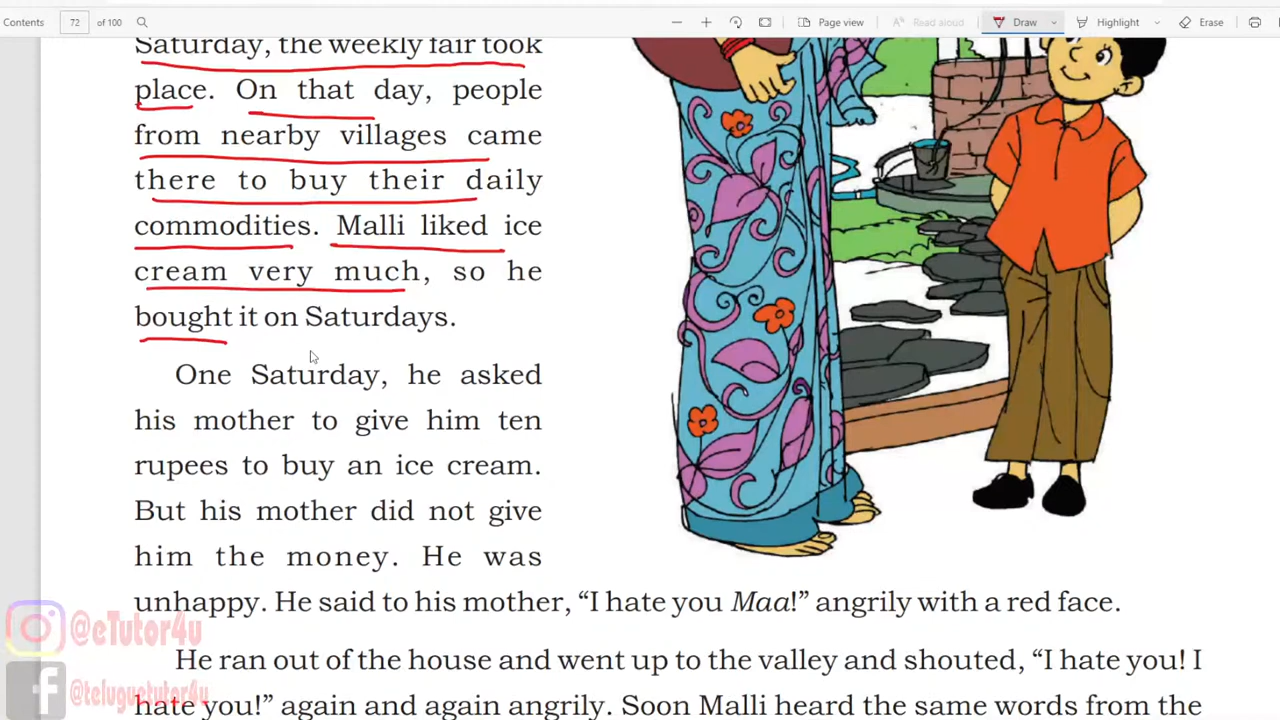 Contents
72
of 100
Page view
Read aloud
Draw
Highlight
Erase
Saturday, the weekly fair took
place. On that day, people
from nearby villages came
there to buy their daily
commodities. Malli liked ice
cream very much, so he
bought it on Saturdays.
One Saturday, he asked
his mother to give him ten
rupees to buy an ice cream.
But his mother did not give
him the money. He was
unhappy. He said to his mother, “I hate you Maa!” angrily with a red face.
He ran out of the house and went up to the valley and shouted, “I hate you! I
hate you!” again and again angrily. Soon Malli heard the same words from the
@eTutor4u
@telugututor4u